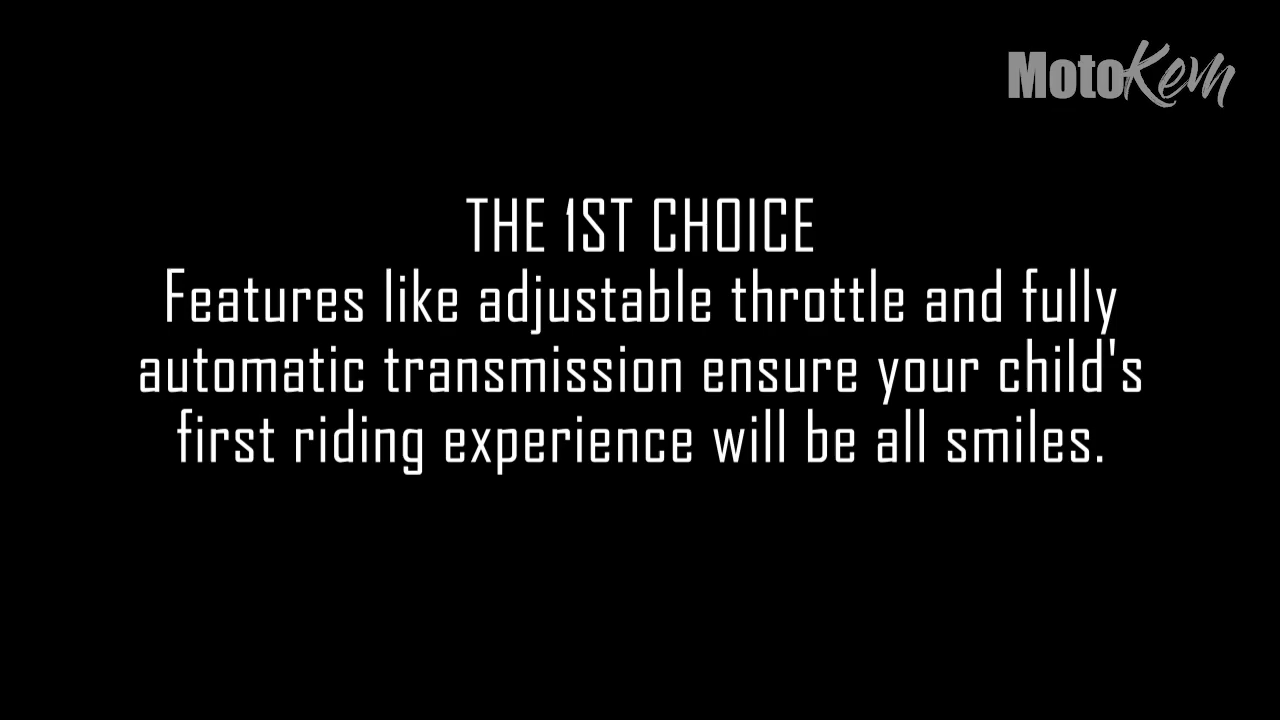 MotoKem
THE 1ST CHOICE
Features like adjustable throttle and fully
automatic transmission ensure your child's
first riding experience will be all smiles.